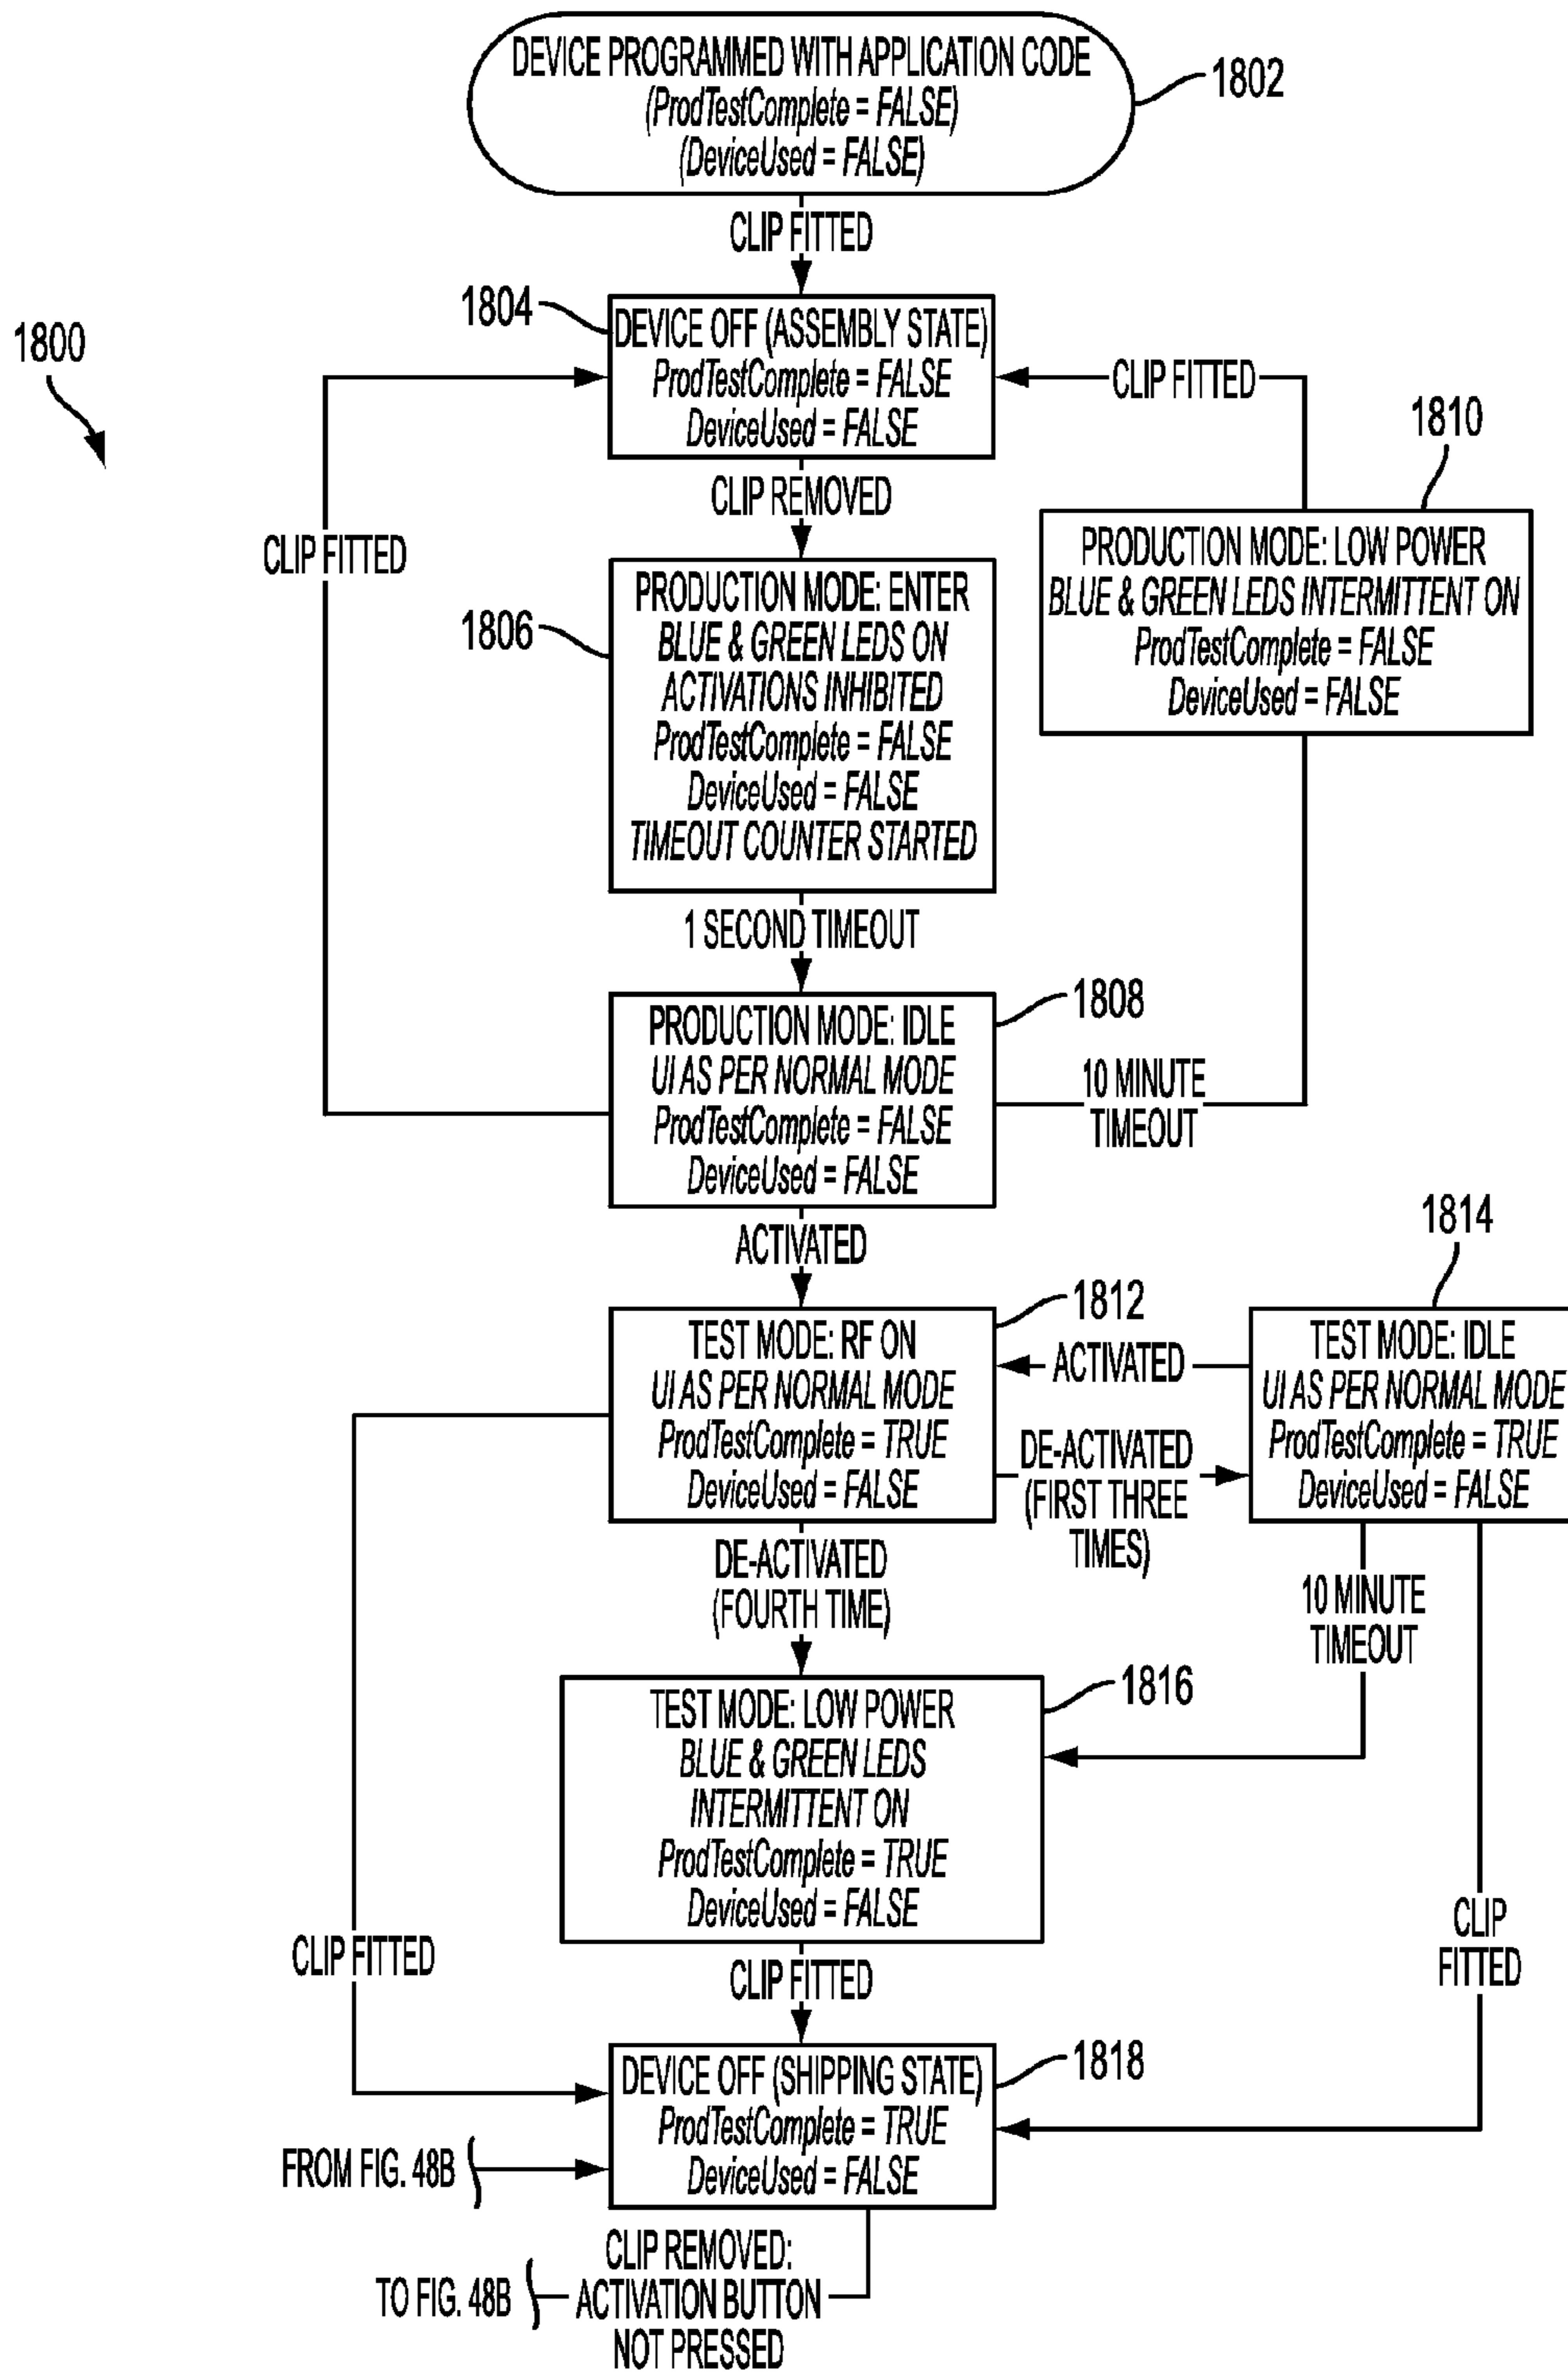 DEVICE PROGRAMMED WITH APPLICATION CODE
(ProdTestComplete = FALSE)
(DeviceUsed = FALSE)
1802
CLIP FITTED
1800
1804
DEVICE OFF (ASSEMBLY STATE)
ProdTestComplete = FALSE
DeviceUsed = FALSE
CLIP FITTED
CLIP REMOVED
CLIP FITTED
1810
PRODUCTION MODE: LOW POWER
BLUE & GREEN LEDS INTERMITTENT ON
ProdTestComplete = FALSE
DeviceUsed = FALSE
1806
PRODUCTION MODE: ENTER
BLUE & GREEN LEDS ON
ACTIVATIONS INHIBITED
ProdTestComplete = FALSE
DeviceUsed = FALSE
TIMEOUT COUNTER STARTED
1 SECOND TIMEOUT
1808
PRODUCTION MODE: IDLE
UI AS PER NORMAL MODE
ProdTestComplete = FALSE
DeviceUsed = FALSE
10 MINUTE
TIMEOUT
ACTIVATED
1812
TEST MODE: RF ON
UI AS PER NORMAL MODE
ProdTestComplete = TRUE
DeviceUsed = FALSE
ACTIVATED
DE-ACTIVATED
(FIRST THREE
TIMES)
1814
TEST MODE: IDLE
UI AS PER NORMAL MODE
ProdTestComplete = TRUE
DeviceUsed = FALSE
DE-ACTIVATED
(FOURTH TIME)
10 MINUTE
TIMEOUT
1816
TEST MODE: LOW POWER
BLUE & GREEN LEDS
INTERMITTENT ON
ProdTestComplete = TRUE
DeviceUsed = FALSE
CLIP FITTED
CLIP FITTED
CLIP
FITTED
1818
DEVICE OFF (SHIPPING STATE)
ProdTestComplete = TRUE
DeviceUsed = FALSE
FROM FIG. 48B
TO FIG. 48B
CLIP REMOVED:
ACTIVATION BUTTON
NOT PRESSED